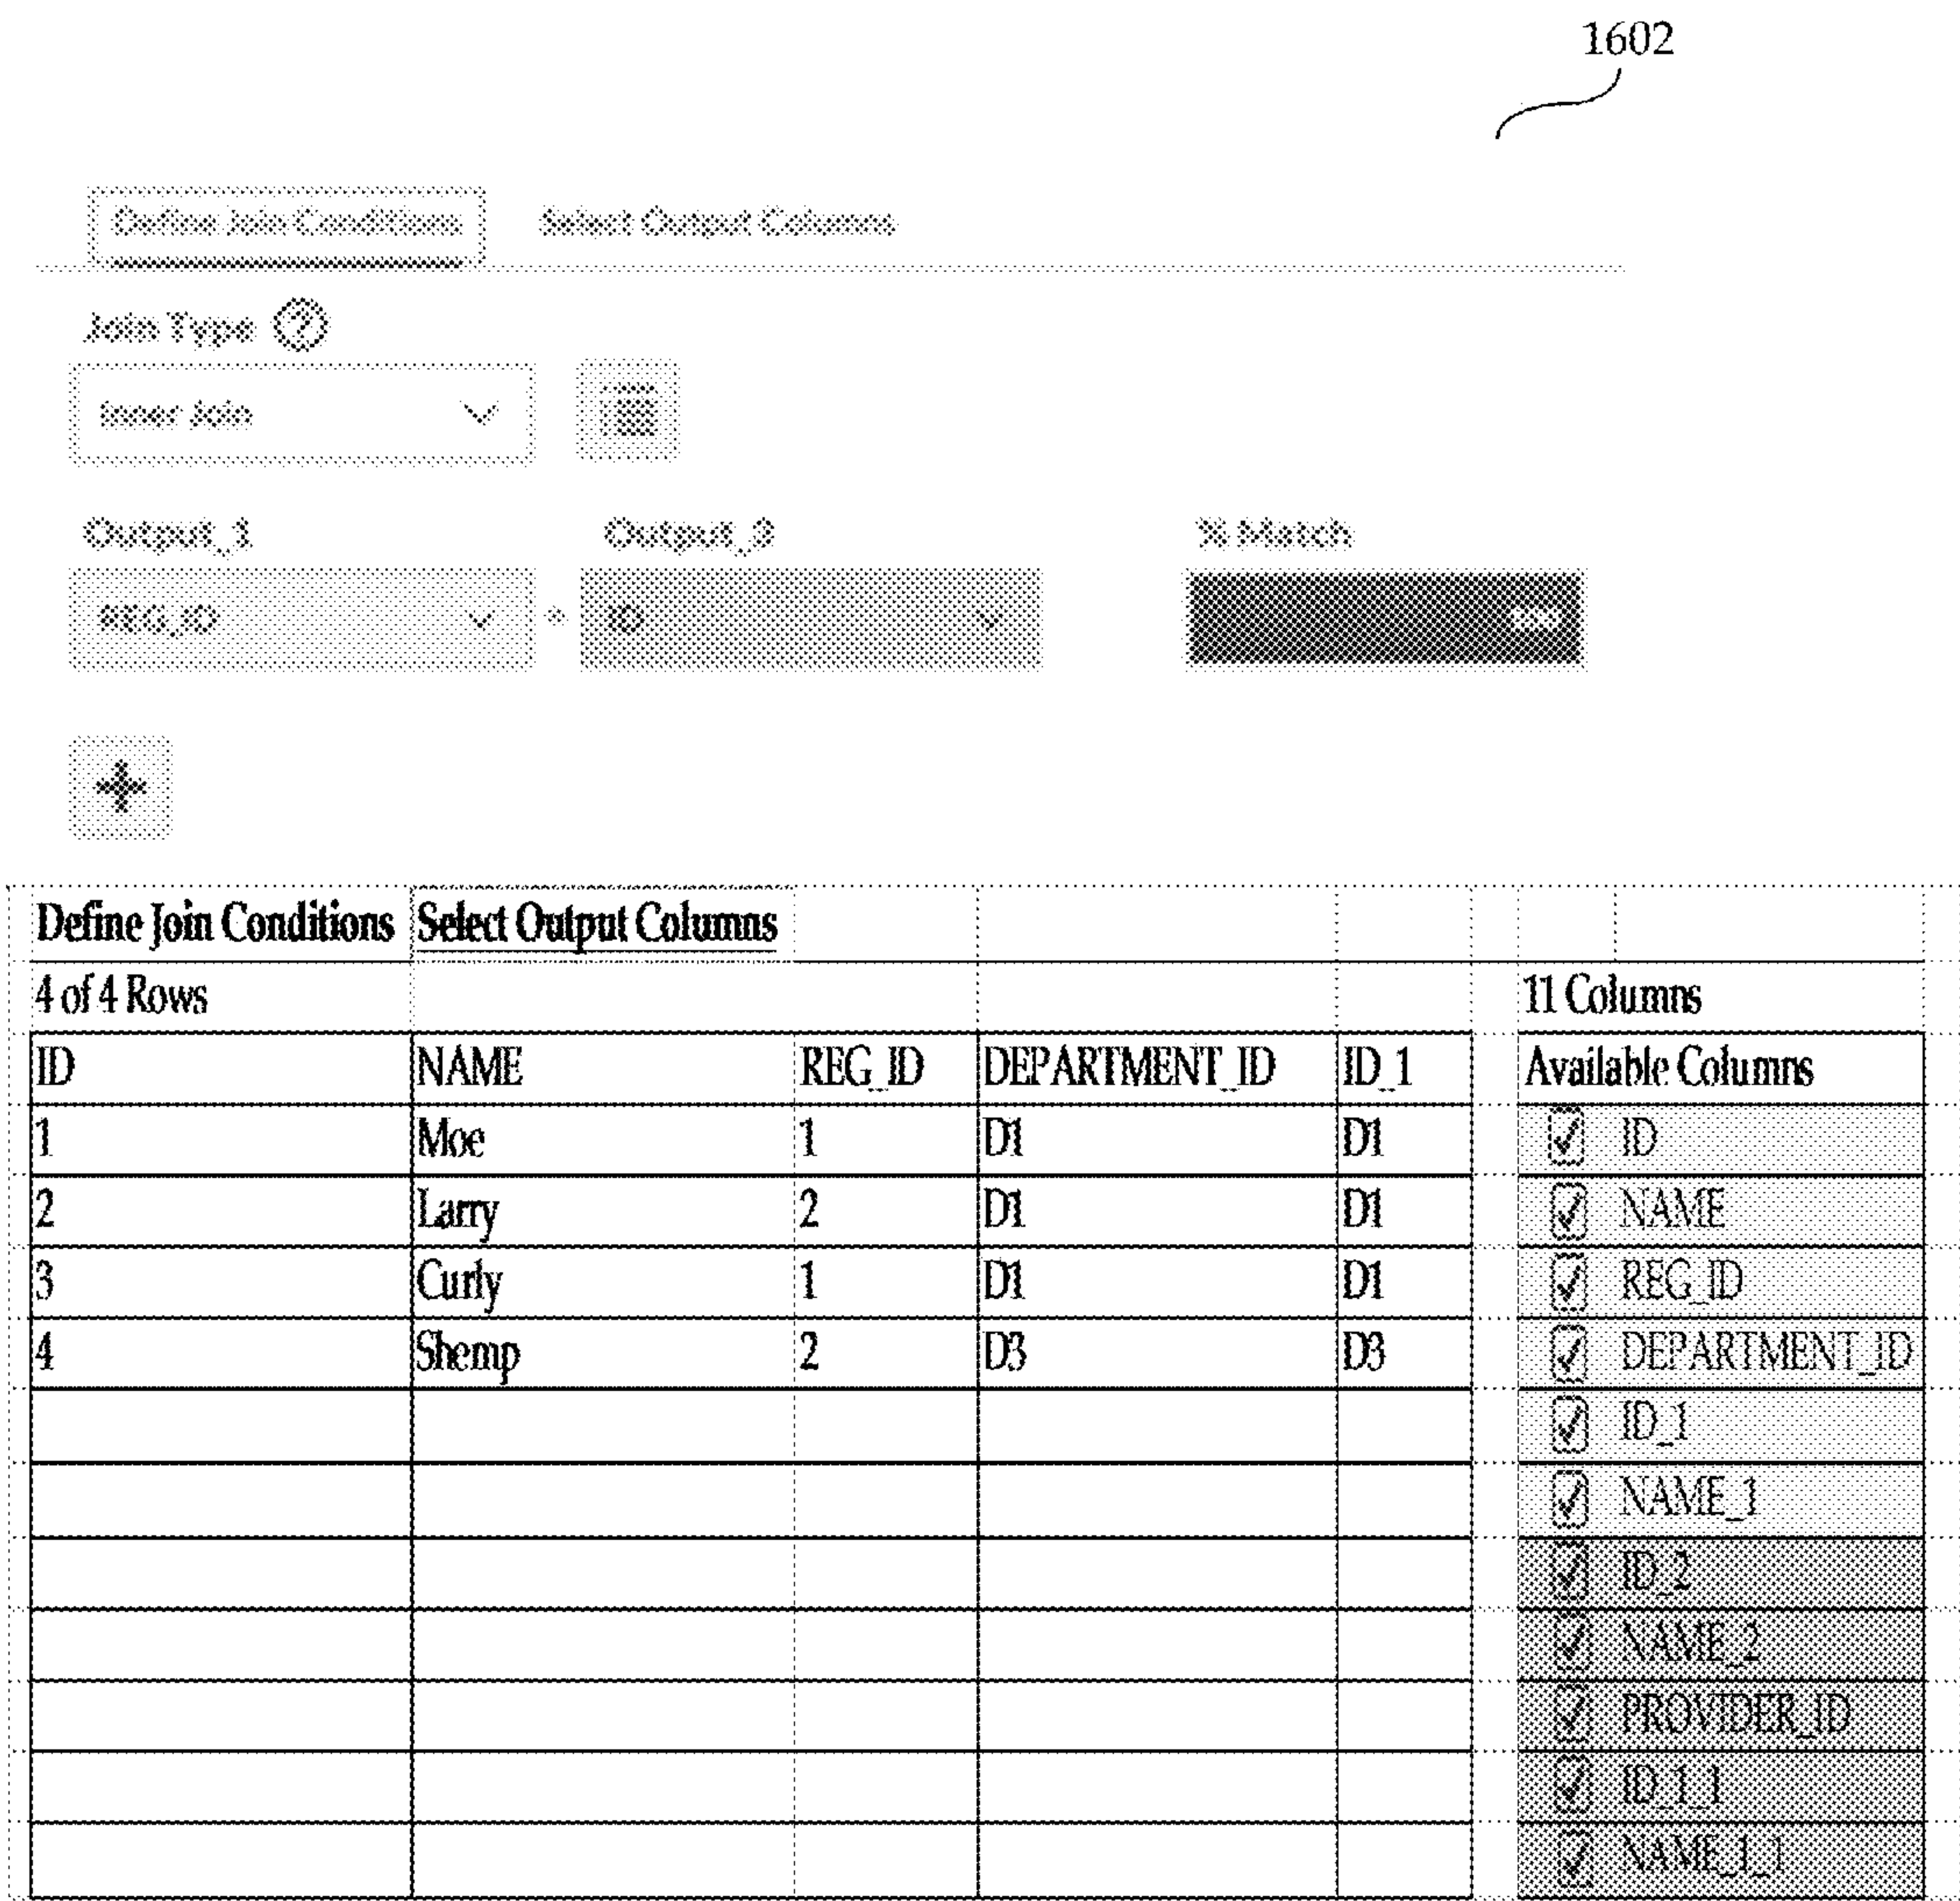 1602
Define Join Conditions Select Output Columns
Join Type ?
Inner Join
Output_1 Output_3 % Match
REG_ID = ID 100
+
Define Join Conditions Select Output Columns
4 of 4 Rows 11 Columns
ID NAME REG_ID DEPARTMENT_ID ID_1 Available Columns
1 Moe 1 D1 D1 ID
2 Larry 2 D1 D1 NAME
3 Curly 1 D1 D1 REG_ID
4 Shemp 2 D3 D3 DEPARTMENT_ID
ID_1
NAME_1
ID_2
NAME_2
PROVIDER_ID
ID_1_1
NAME_1_1